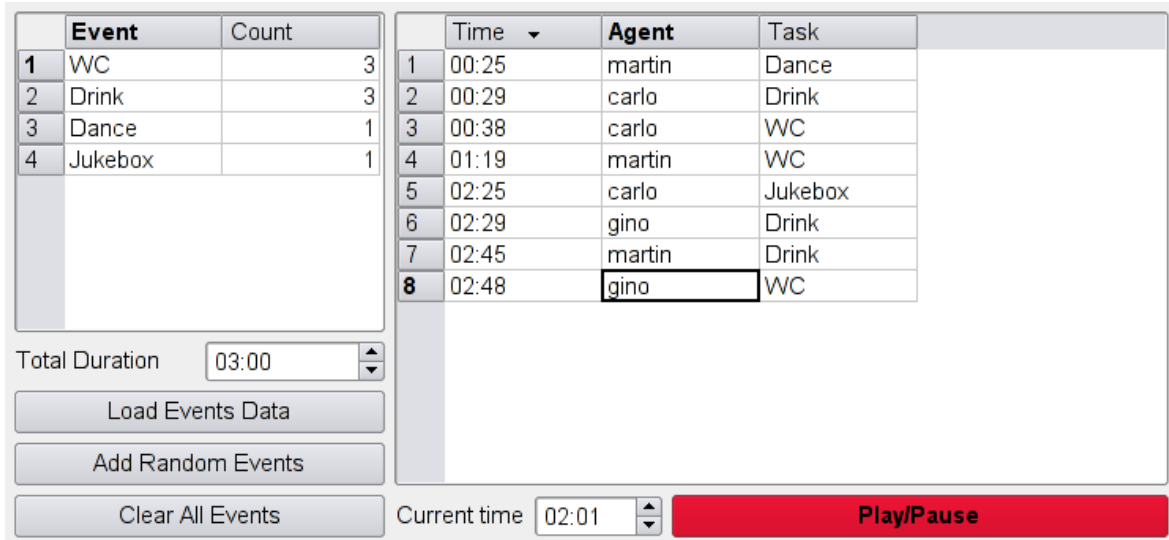 Event Count
1 WC 3
2 Drink 3
3 Dance 1
4 Jukebox 1
Total Duration 03:00
Load Events Data
Add Random Events
Clear All Events
Time Agent Task
1 00:25 martin Dance
2 00:29 carlo Drink
3 00:38 carlo WC
4 01:19 martin WC
5 02:25 carlo Jukebox
6 02:29 gino Drink
7 02:45 martin Drink
8 02:48 gino WC
Current time 02:01 Play/Pause